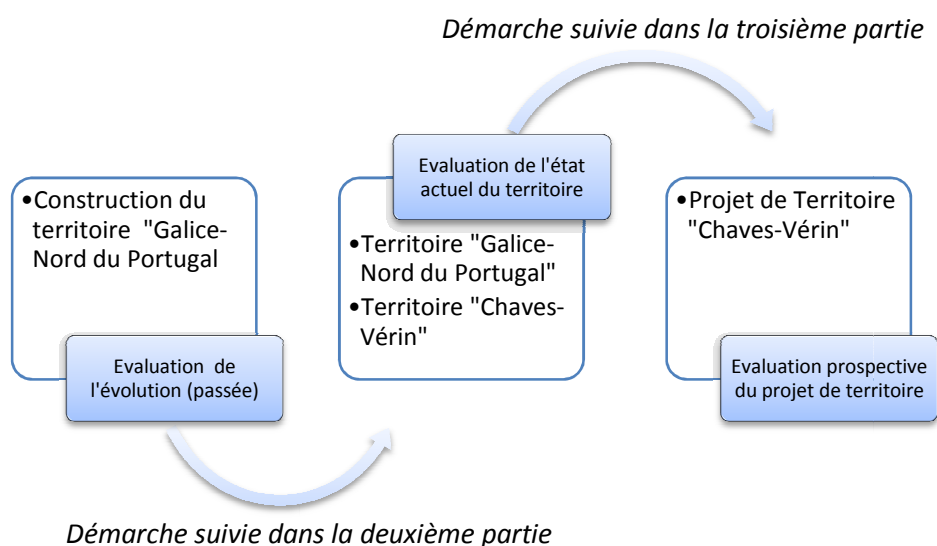 Démarche suivie dans la troisième partie
Evaluation de l'état
actuel du territoire
•Construction du
territoire "Galice-
Nord du Portugal
Evaluation de
l'évolution (passée)
•Territoire "Galice-
Nord du Portugal"
•Territoire "Chaves-
Vérin"
•Projet de Territoire
"Chaves-Vérin"
Evaluation prospective
du projet de territoire
Démarche suivie dans la deuxième partie